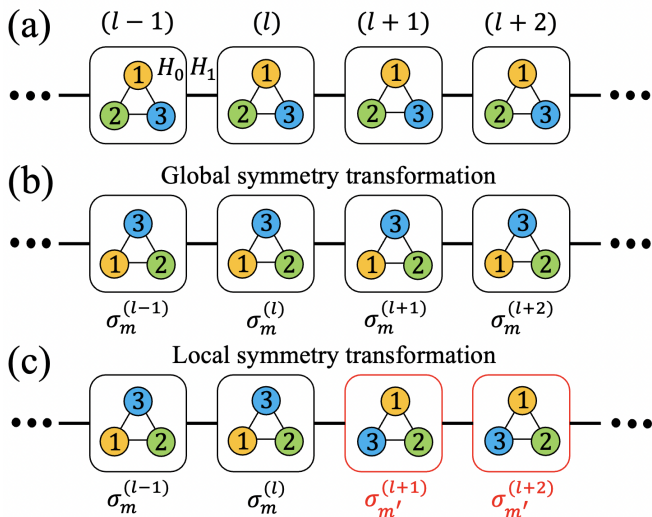 (a) (l − 1) (l) (l + 1) (l + 2)
H₀ H₁
1 1 1 1
••• •••
2 3 2 3 2 3 2 3
(b) Global symmetry transformation
3 3 3 3
••• •••
1 2 1 2 1 2 1 2
σₘ^(l−1) σₘ^(l) σₘ^(l+1) σₘ^(l+2)
(c) Local symmetry transformation
3 3 1 1
••• •••
1 2 1 2 3 2 3 2
σₘ^(l−1) σₘ^(l) σₘ′^(l+1) σₘ′^(l+2)